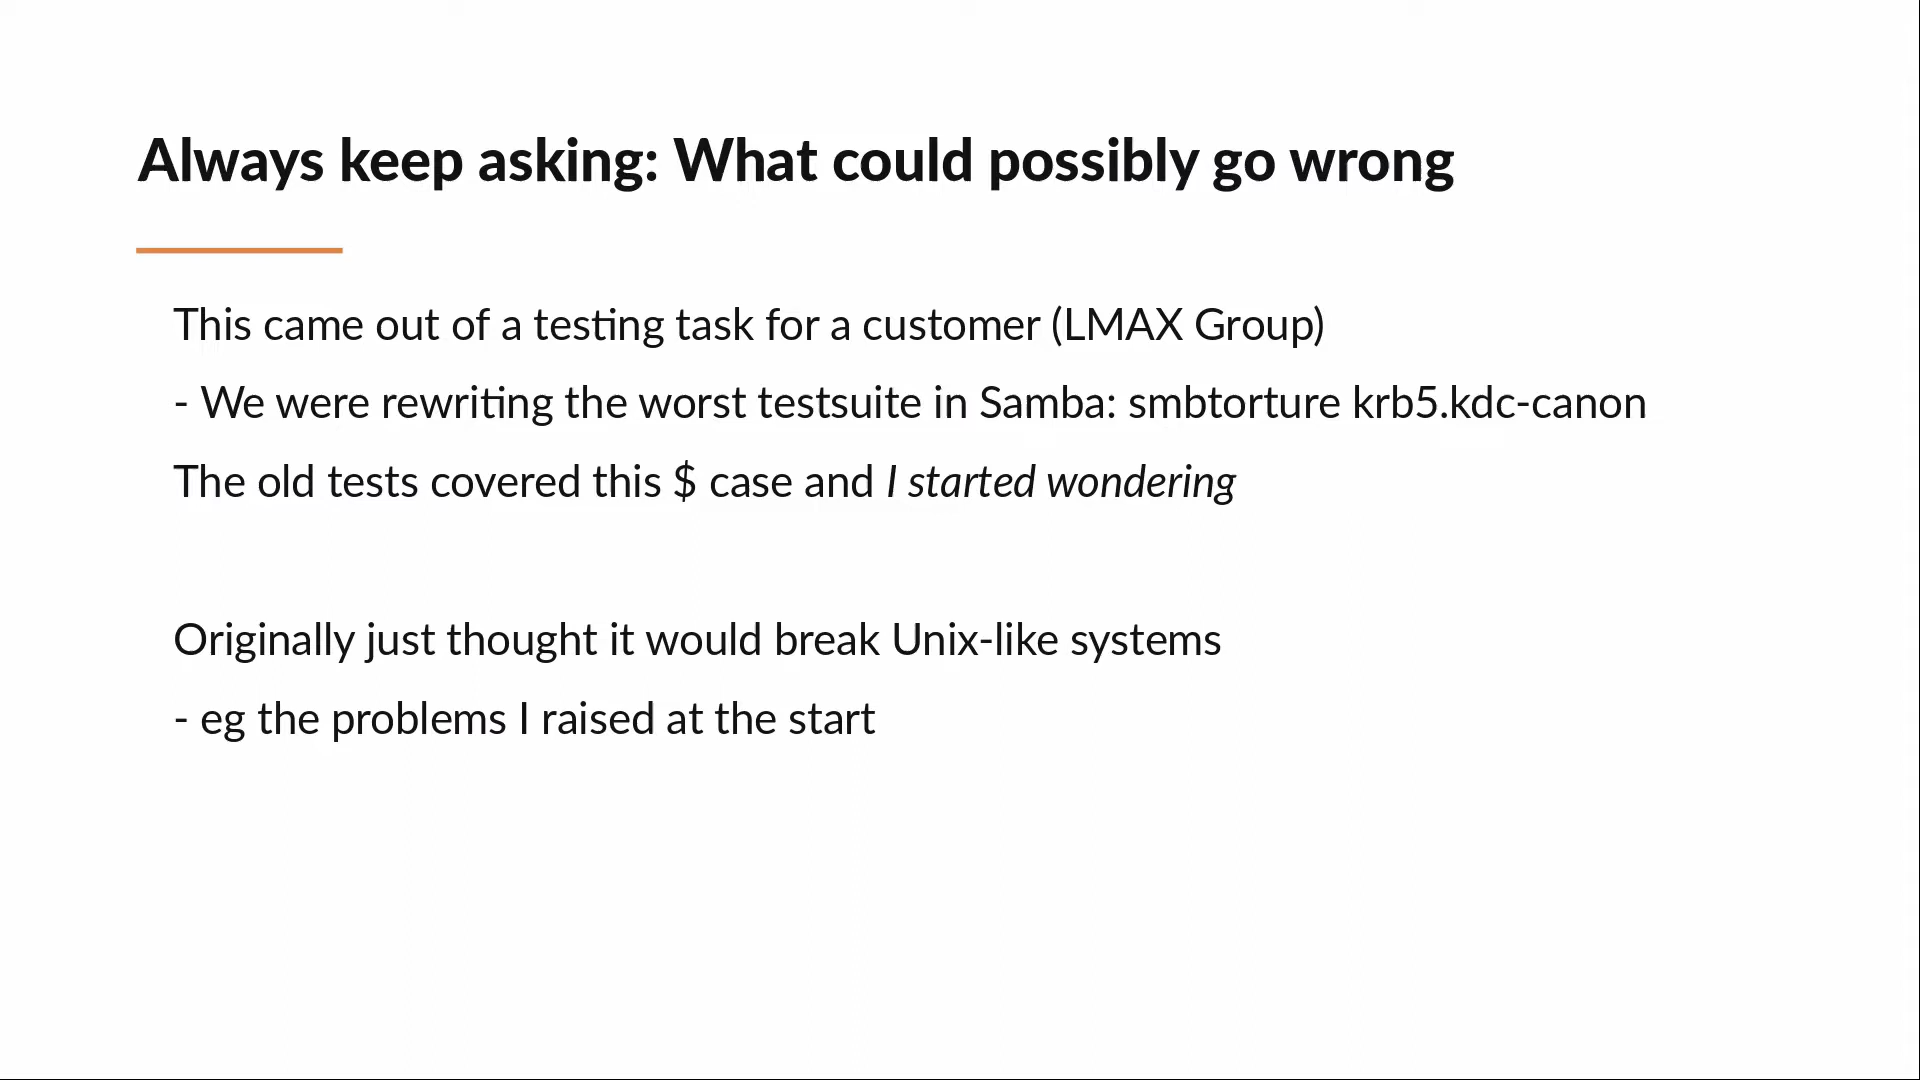 Always keep asking: What could possibly go wrong
This came out of a testing task for a customer (LMAX Group)
- We were rewriting the worst testsuite in Samba: smbtorture krb5.kdc-canon
The old tests covered this $ case and I started wondering
Originally just thought it would break Unix-like systems
- eg the problems I raised at the start